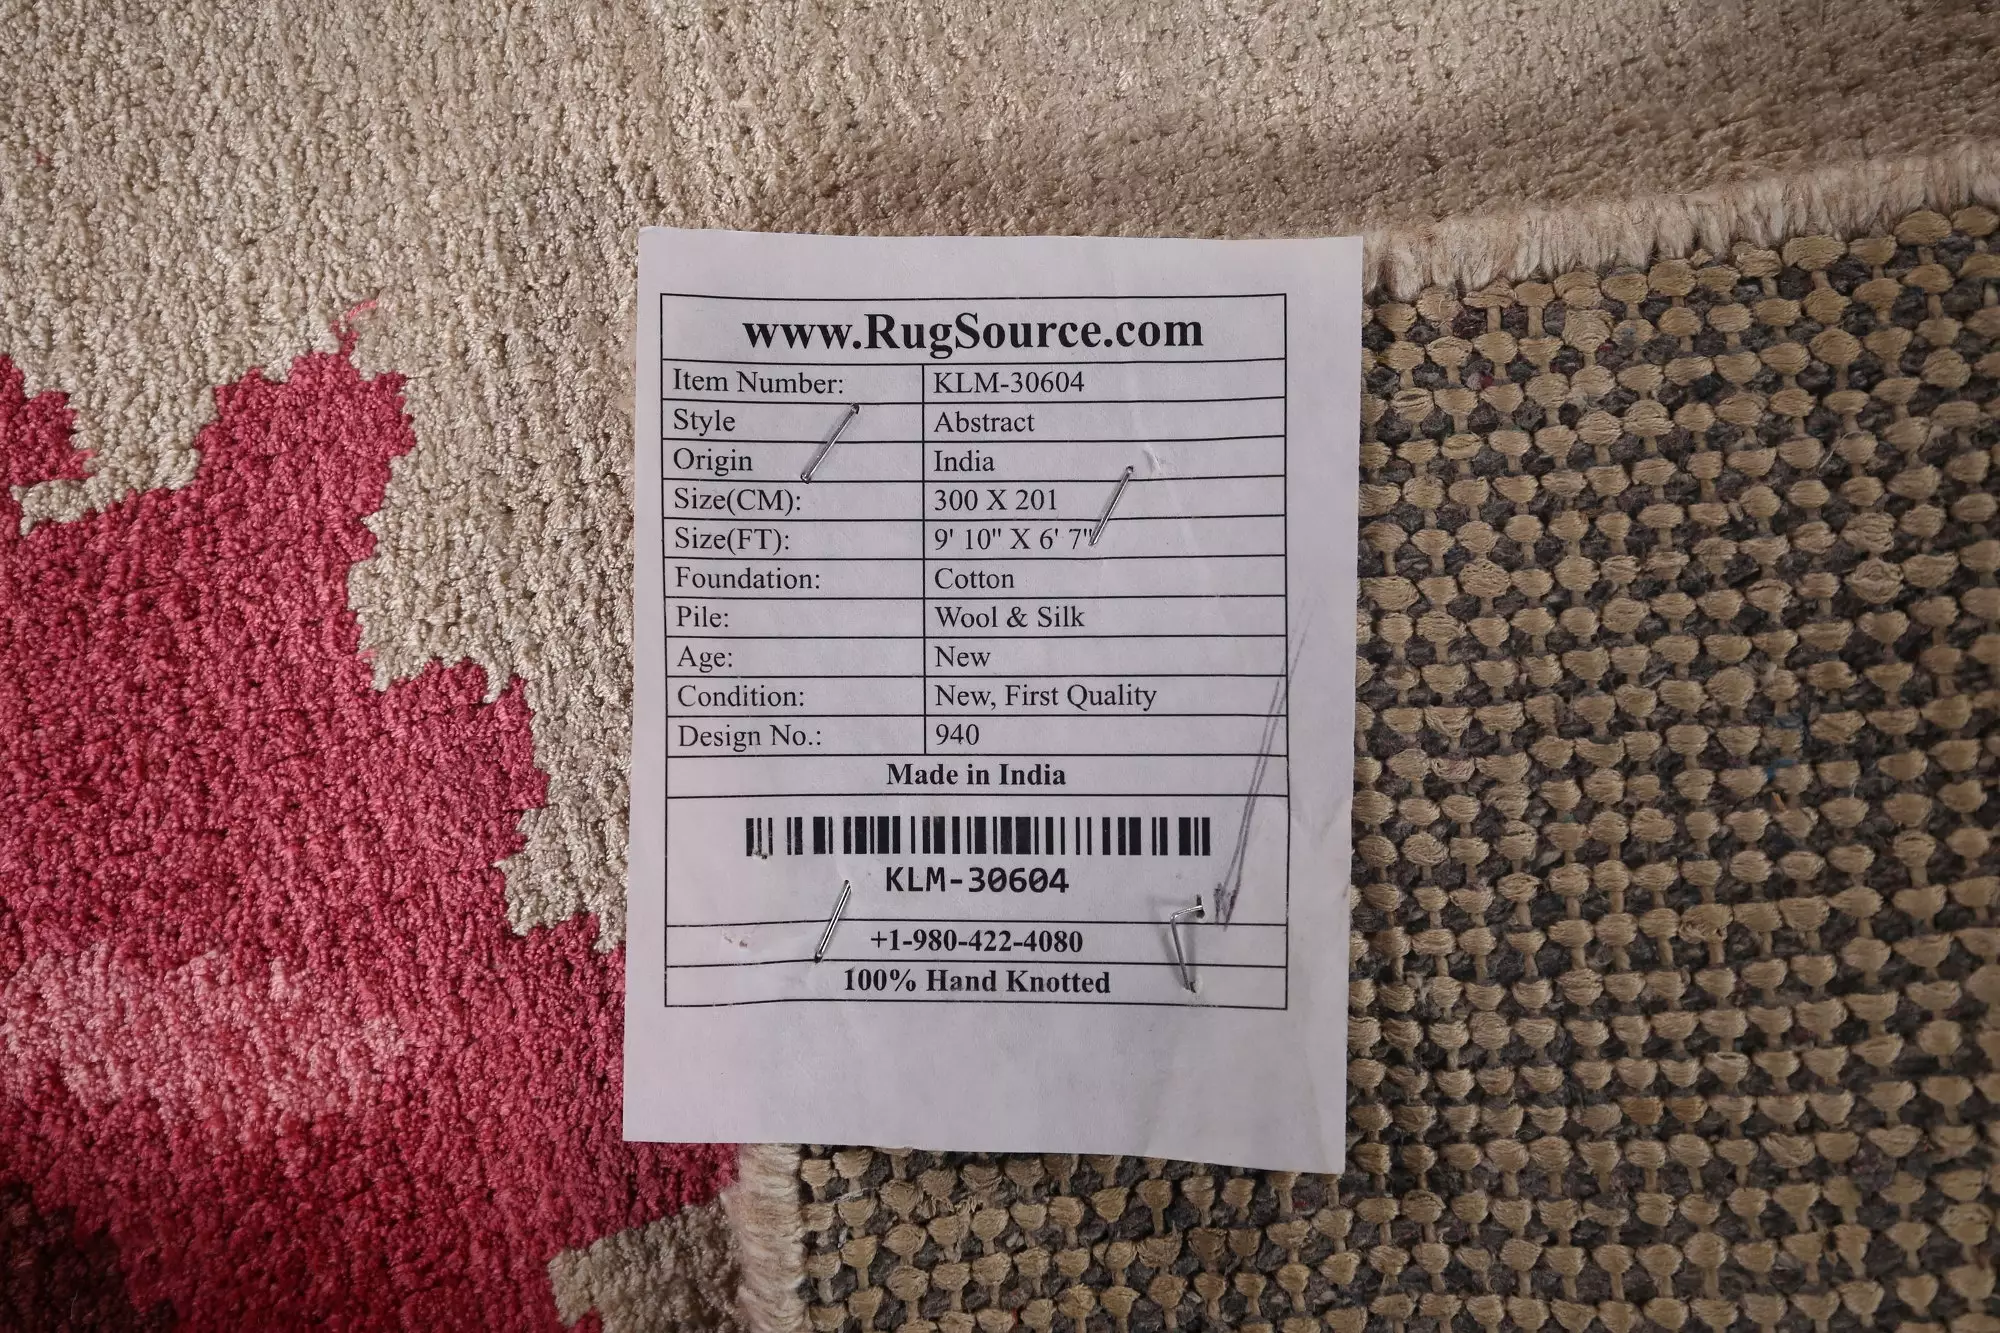 www.RugSource.com
Item Number: KLM-30604
Style Abstract
Origin India
Size(CM): 300 X 201
Size(FT): 9' 10" X 6' 7"
Foundation: Cotton
Pile: Wool & Silk
Age: New
Condition: New, First Quality
Design No.: 940
Made in India
KLM-30604
+1-980-422-4080
100% Hand Knotted